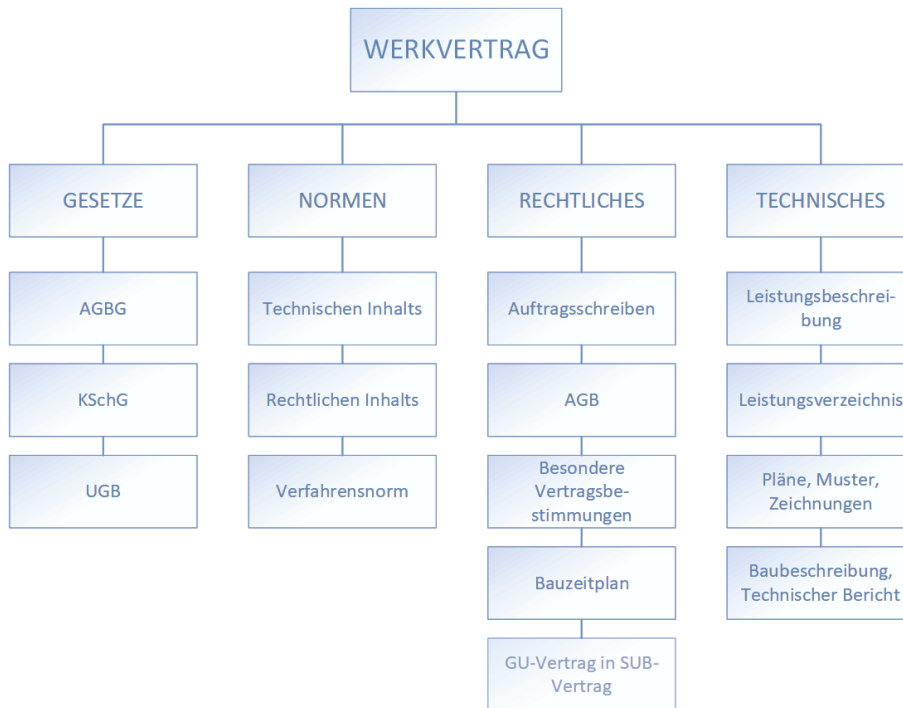 WERKVERTRAG
GESETZE
AGBG
KSchG
UGB
NORMEN
Technischen Inhalts
Rechtlichen Inhalts
Verfahrensnorm
RECHTLICHES
Auftragsschreiben
AGB
Besondere
Vertragsbe-
stimmungen
Bauzeitplan
GU-Vertrag in SUB-
Vertrag
TECHNISCHES
Leistungsbeschrei-
bung
Leistungsverzeichnis
Pläne, Muster,
Zeichnungen
Baubeschreibung,
Technischer Bericht